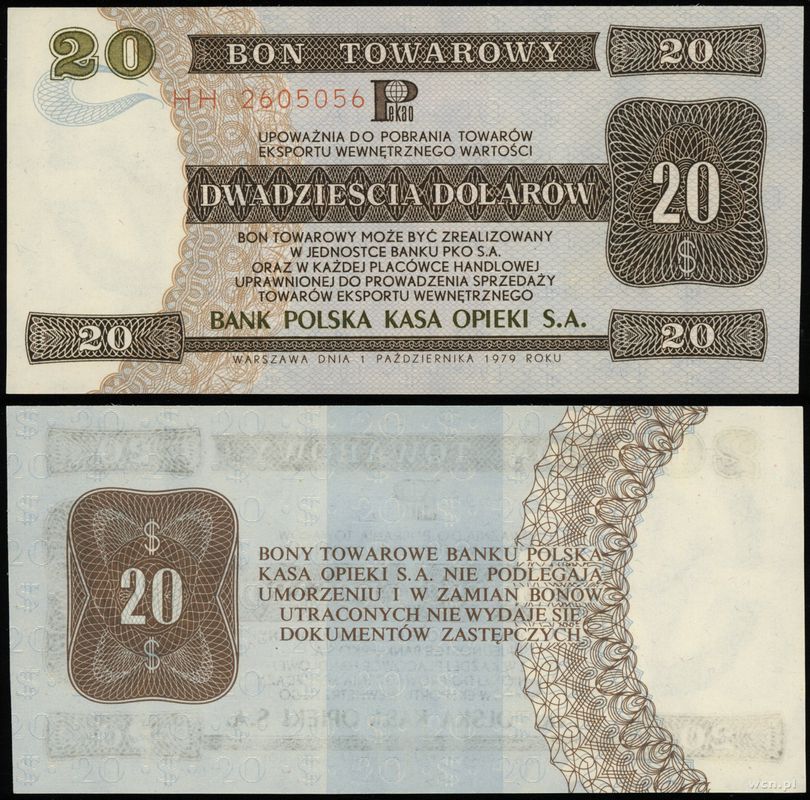 20 BON TOWAROWY 20
HH 2605056 Pekao
UPOWAŻNIA DO POBRANIA TOWARÓW
EKSPORTU WEWNĘTRZNEGO WARTOŚCI
DWADZIEŚCIA DOLARÓW 20
$
BON TOWAROWY MOŻE BYĆ ZREALIZOWANY
W JEDNOSTCE BANKU PKO S.A.
ORAZ W KAŻDEJ PLACÓWCE HANDLOWEJ
UPRAWNIONEJ DO PROWADZENIA SPRZEDAŻY
TOWARÓW EKSPORTU WEWNĘTRZNEGO
BANK POLSKA KASA OPIEKI S.A.
20 20
WARSZAWA DNIA 1 PAŹDZIERNIKA 1979 ROKU
$
20
$
BONY TOWAROWE BANKU POLSKA
KASA OPIEKI S.A. NIE PODLEGAJĄ
UMORZENIU I W ZAMIAN BONÓW
UTRACONYCH NIE WYDAJE SIĘ
DOKUMENTÓW ZASTĘPCZYCH
wcn.pl